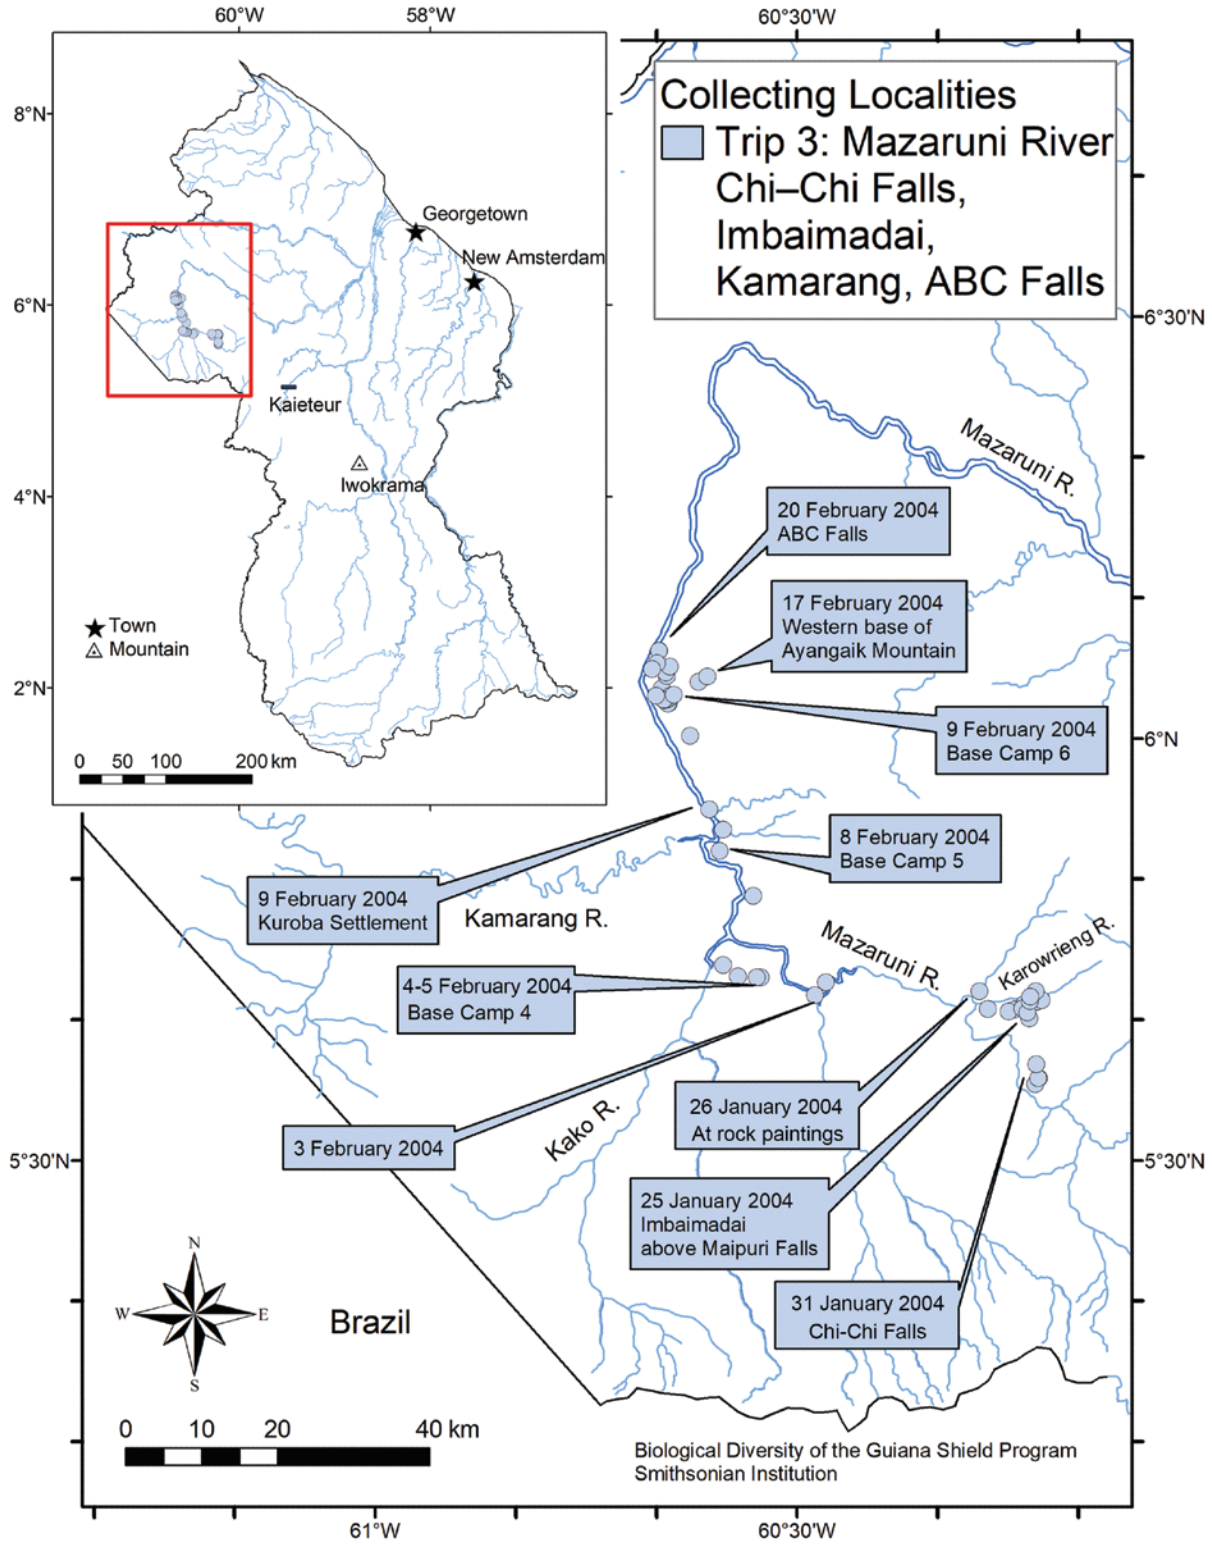 60°W
58°W
60°30'W
8°N
6°N
4°N
2°N
Georgetown
New Amsterdam
Kaieteur
Iwokrama
Town
Mountain
0 50 100 200 km
Collecting Localities
Trip 3: Mazaruni River
Chi–Chi Falls,
Imbaimadai,
Kamarang, ABC Falls
6°30'N
Mazaruni R.
20 February 2004
ABC Falls
17 February 2004
Western base of
Ayangaik Mountain
9 February 2004
Base Camp 6
6°N
8 February 2004
Base Camp 5
9 February 2004
Kuroba Settlement
Kamarang R.
Mazaruni R.
Karowrieng R.
4-5 February 2004
Base Camp 4
26 January 2004
At rock paintings
3 February 2004
Kako R.
5°30'N
5°30'N
25 January 2004
Imbaimadai
above Maipuri Falls
31 January 2004
Chi-Chi Falls
N
W
E
S
Brazil
0 10 20 40 km
Biological Diversity of the Guiana Shield Program
Smithsonian Institution
61°W
60°30'W